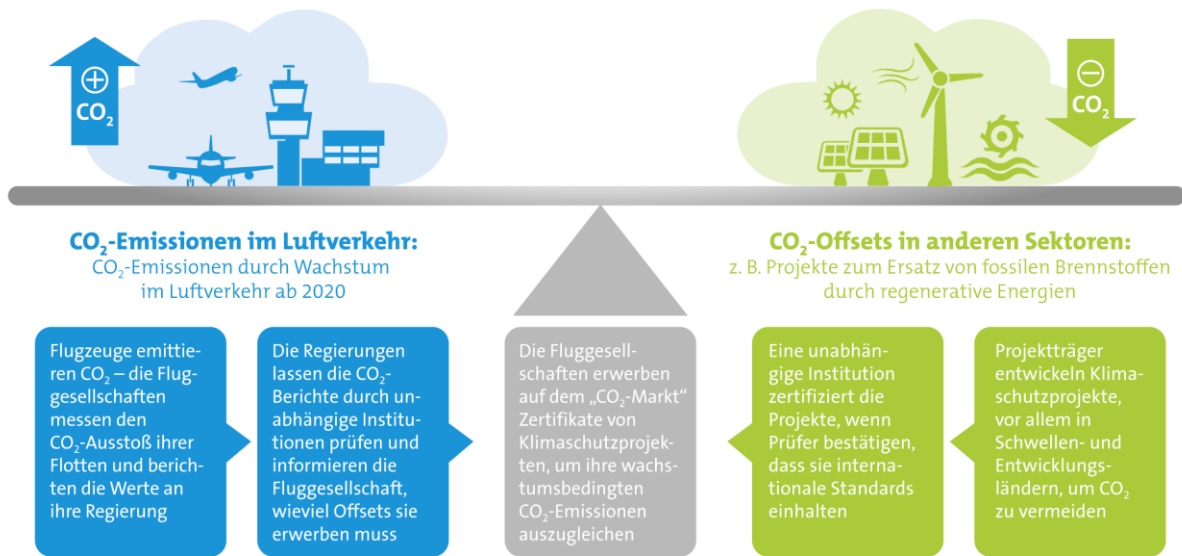 CO₂
CO₂
CO₂-Emissionen im Luftverkehr:
CO₂-Emissionen durch Wachstum
im Luftverkehr ab 2020
CO₂-Offsets in anderen Sektoren:
z. B. Projekte zum Ersatz von fossilen Brennstoffen
durch regenerative Energien
Flugzeuge emittie-
ren CO₂ – die Flug-
gesellschaften
messen den
CO₂-Ausstoß ihrer
Flotten und berich-
ten die Werte an
ihre Regierung
Die Regierungen
lassen die CO₂-
Berichte durch un-
abhängige Institu-
tionen prüfen und
informieren die
Fluggesellschaft,
wieviel Offsets sie
erwerben muss
Die Fluggesell-
schaften erwerben
auf dem „CO₂-Markt“
Zertifikate von
Klimaschutzprojek-
ten, um ihre wachs-
tumsbedingten
CO₂-Emissionen
auszugleichen
Eine unabhän-
gige Institution
zertifiziert die
Projekte, wenn
Prüfer bestätigen,
dass sie interna-
tionale Standards
einhalten
Projektträger
entwickeln Klima-
schutzprojekte,
vor allem in
Schwellen- und
Entwicklungs-
ländern, um CO₂
zu vermeiden